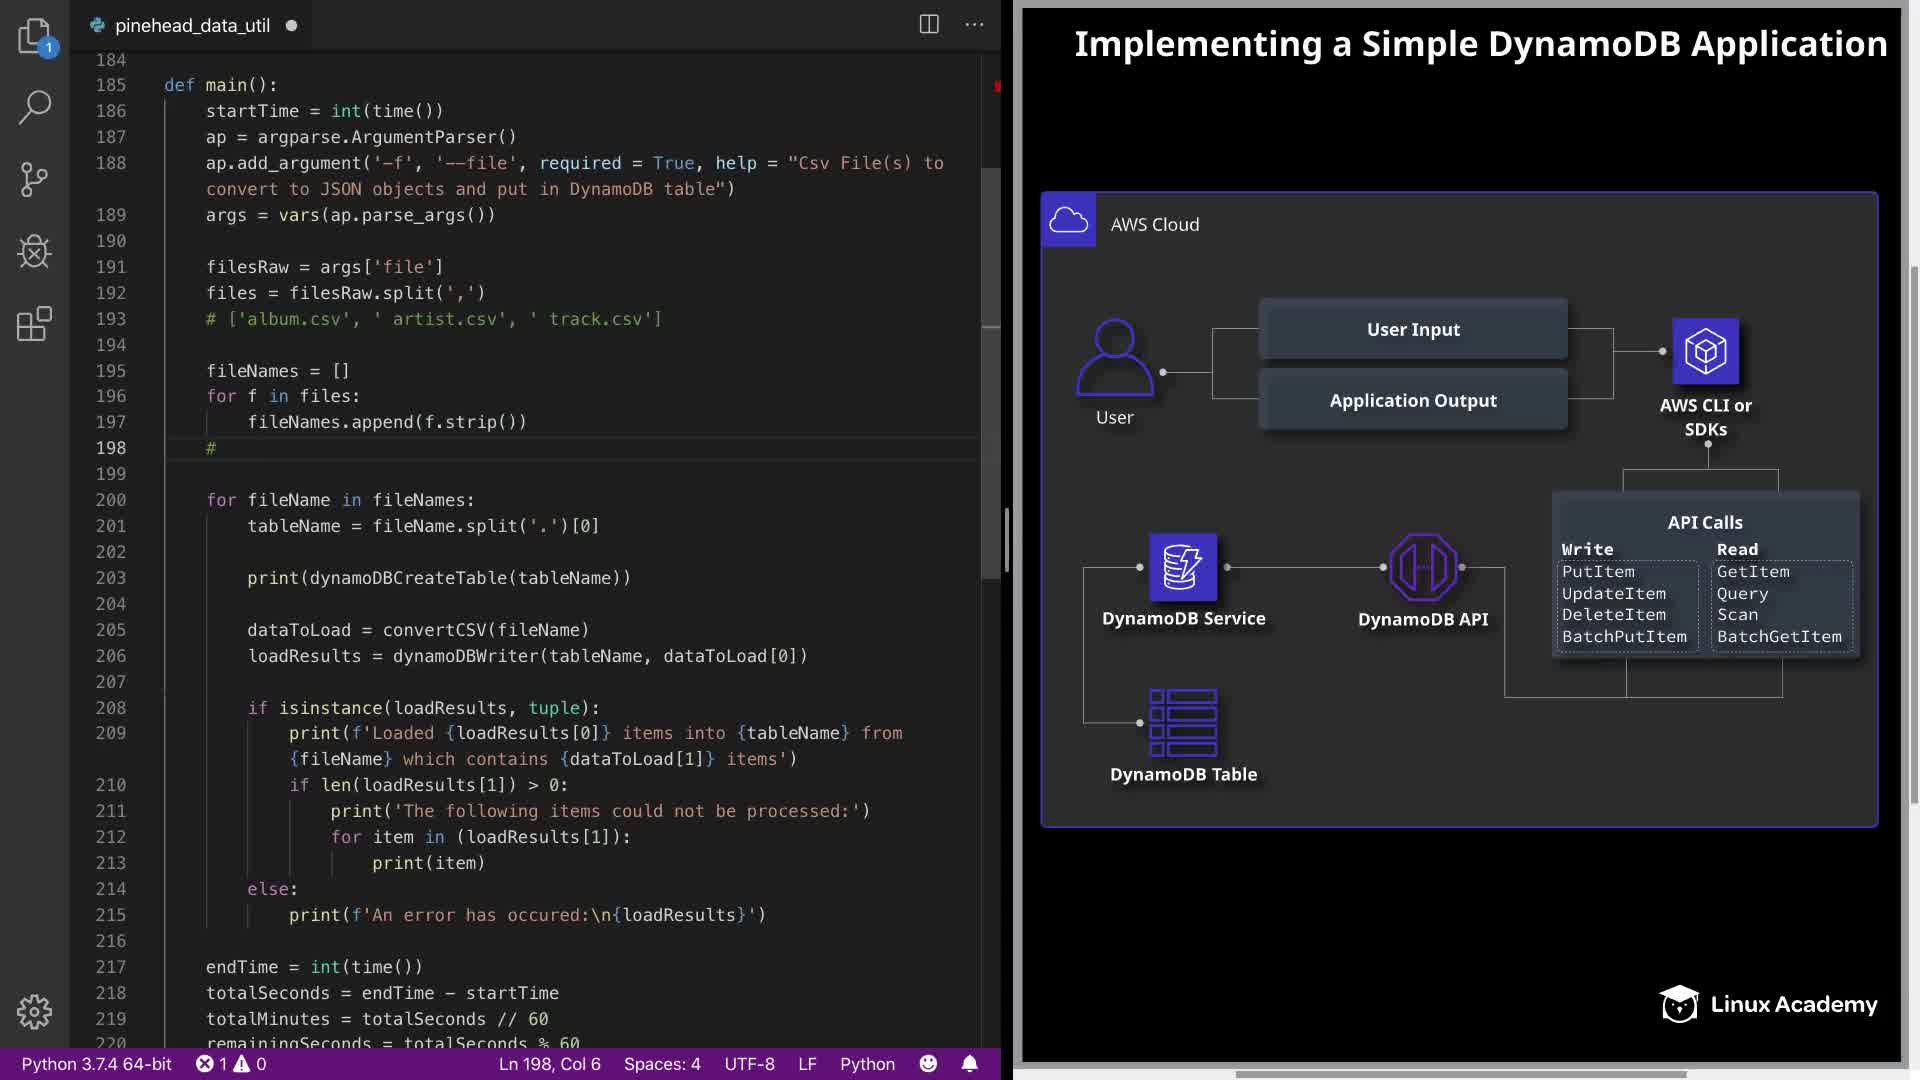 pinehead_data_util
1
184
185 def main():
186 startTime = int(time())
187 ap = argparse.ArgumentParser()
188 ap.add_argument('-f', '--file', required = True, help = "Csv File(s) to
convert to JSON objects and put in DynamoDB table")
189 args = vars(ap.parse_args())
190
191 filesRaw = args['file']
192 files = filesRaw.split(',')
193 # ['album.csv', ' artist.csv', ' track.csv']
194
195 fileNames = []
196 for f in files:
197 fileNames.append(f.strip())
198 #
199
200 for fileName in fileNames:
201 tableName = fileName.split('.')[0]
202
203 print(dynamoDBCreateTable(tableName))
204
205 dataToLoad = convertCSV(fileName)
206 loadResults = dynamoDBWriter(tableName, dataToLoad[0])
207
208 if isinstance(loadResults, tuple):
209 print(f'Loaded {loadResults[0]} items into {tableName} from
{fileName} which contains {dataToLoad[1]} items')
210 if len(loadResults[1]) > 0:
211 print('The following items could not be processed:')
212 for item in (loadResults[1]):
213 print(item)
214 else:
215 print(f'An error has occured:\n{loadResults}')
216
217 endTime = int(time())
218 totalSeconds = endTime - startTime
219 totalMinutes = totalSeconds // 60
220 remainingSeconds = totalSeconds % 60
Python 3.7.4 64-bit 1 0 Ln 198, Col 6 Spaces: 4 UTF-8 LF Python
Implementing a Simple DynamoDB Application
AWS Cloud
User Input
Application Output
User
AWS CLI or
SDKs
API Calls
Write Read
PutItem GetItem
UpdateItem Query
DeleteItem Scan
BatchPutItem BatchGetItem
DynamoDB Service
DynamoDB API
DynamoDB Table
Linux Academy